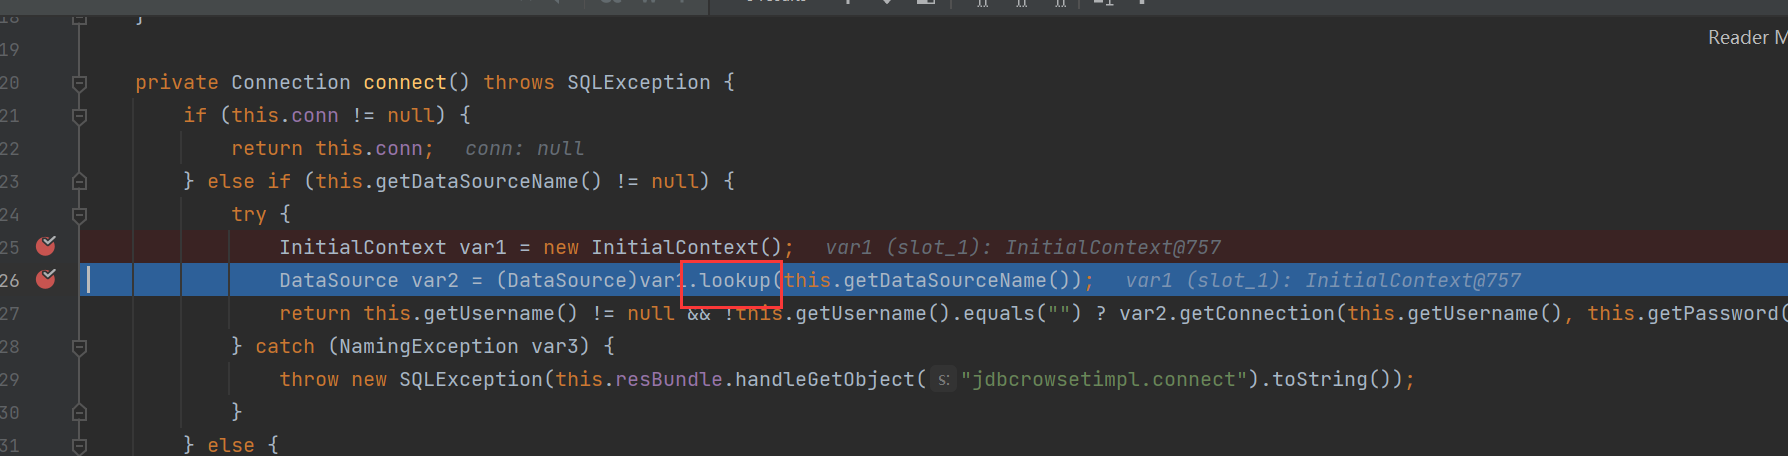 Reader M
18 }
19
20 private Connection connect() throws SQLException {
21 if (this.conn != null) {
22 return this.conn; conn: null
23 } else if (this.getDataSourceName() != null) {
24 try {
25 InitialContext var1 = new InitialContext(); var1 (slot_1): InitialContext@757
26 DataSource var2 = (DataSource)var1.lookup(this.getDataSourceName()); var1 (slot_1): InitialContext@757
27 return this.getUsername() != null && !this.getUsername().equals("") ? var2.getConnection(this.getUsername(), this.getPassword(
28 } catch (NamingException var3) {
29 throw new SQLException(this.resBundle.handleGetObject( s: "jdbcrowsetimpl.connect").toString());
30 }
31 } else {